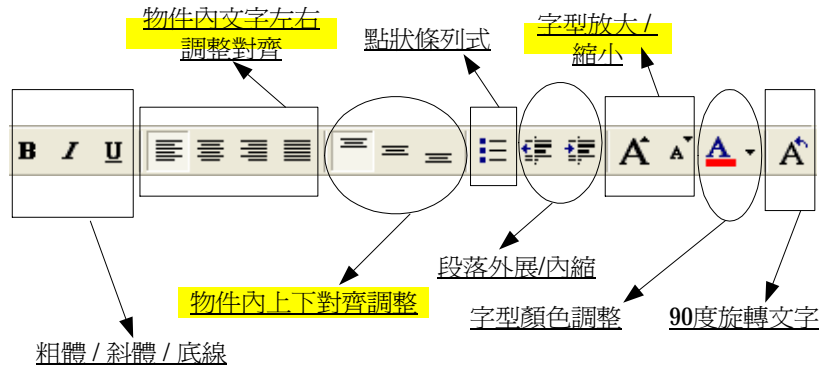 物件內文字左右
調整對齊
點狀條列式
字型放大 /
縮小
B I U A A A A
段落外展/內縮
物件內上下對齊調整
字型顏色調整
90度旋轉文字
粗體 / 斜體 / 底線